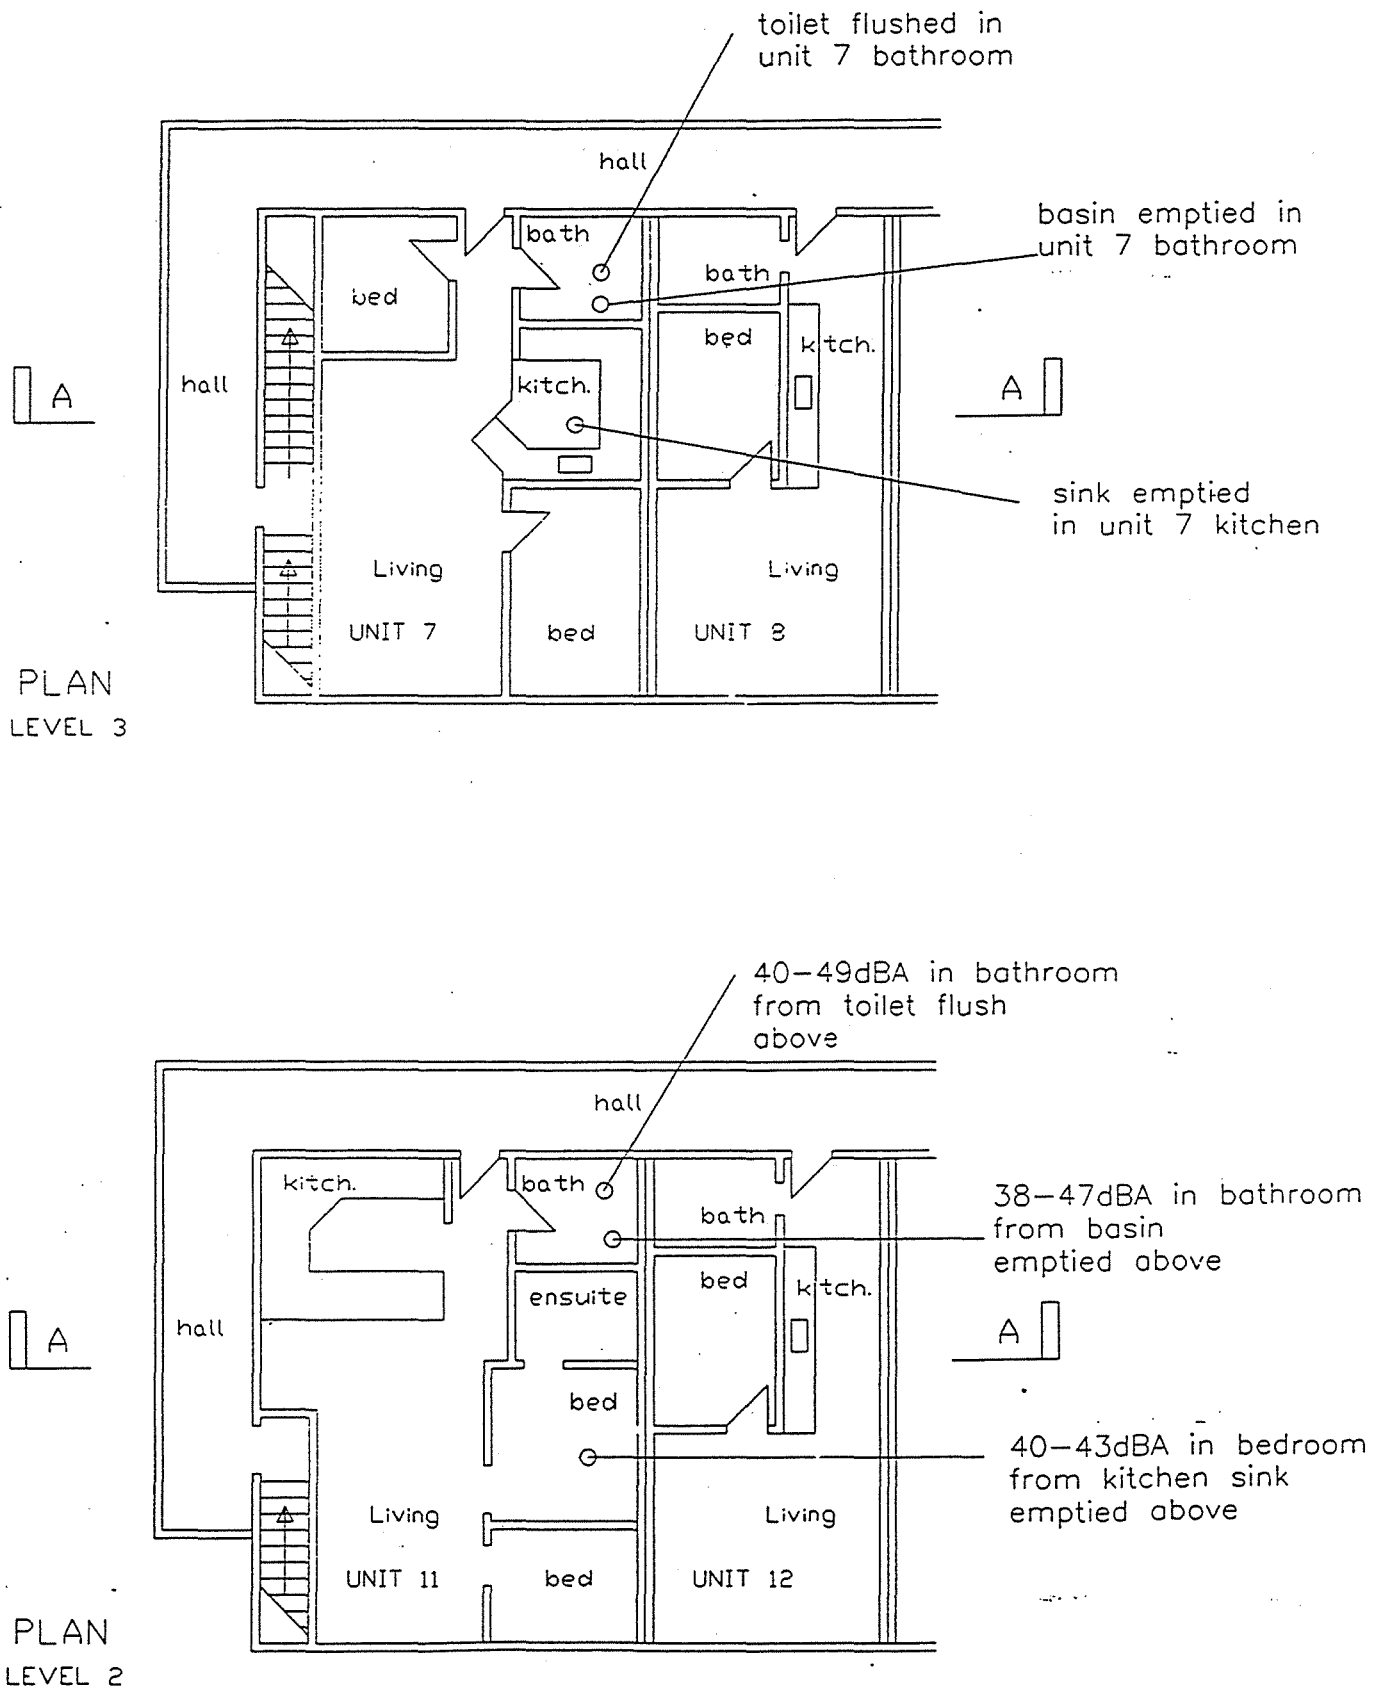 toilet flushed in
unit 7 bathroom
hall
basin emptied in
unit 7 bathroom
bath
bath
bed
bed
kitch.
hall
kitch.
A
A
sink emptied
in unit 7 kitchen
Living
Living
UNIT 7
bed
UNIT 8
PLAN
LEVEL 3
40-49dBA in bathroom
from toilet flush
above
hall
kitch.
bath
38-47dBA in bathroom
from basin
emptied above
bath
bed
kitch.
ensuite
hall
A
A
bed
40-43dBA in bedroom
from kitchen sink
emptied above
Living
Living
UNIT 11
bed
UNIT 12
PLAN
LEVEL 2